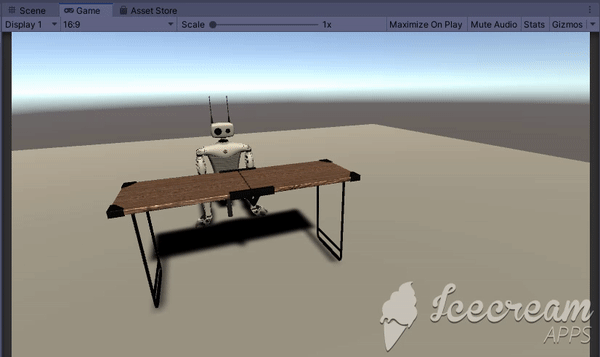 Scene Game Asset Store
Display 1 16:9 Scale 1x Maximize On Play Mute Audio Stats Gizmos
Icecream
APPS